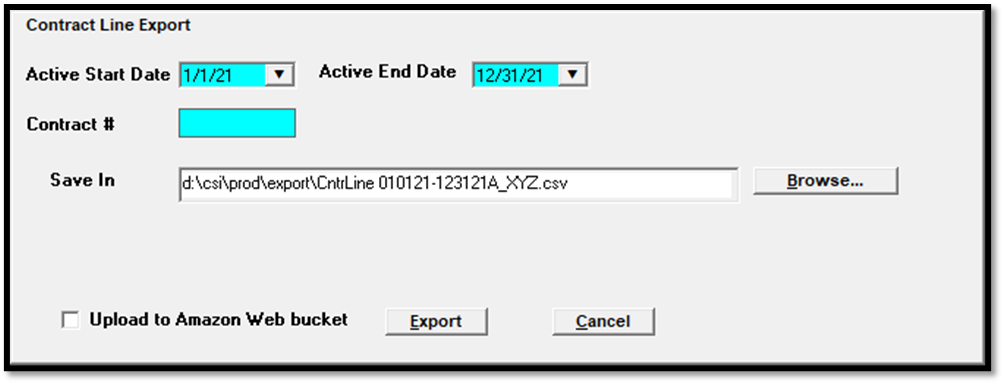 Contract Line Export
Active Start Date 1/1/21 Active End Date 12/31/21
Contract #
Save In d:\csi\prod\export\CntrLine 010121-123121A_XYZ.csv Browse...
Upload to Amazon Web bucket Export Cancel